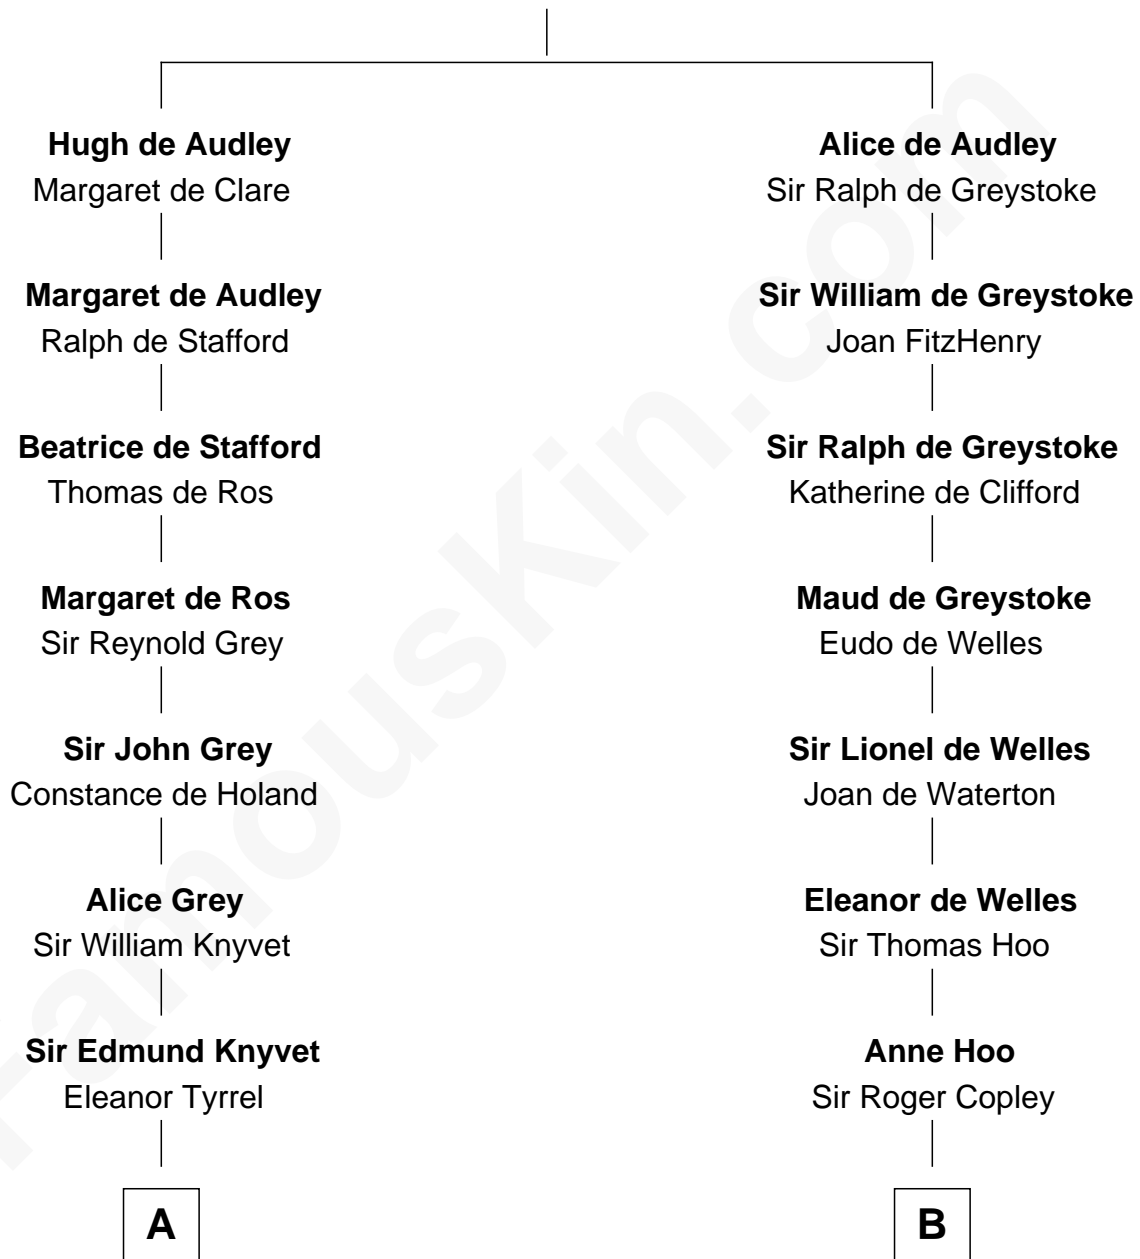 Hugh de Audley
Margaret de Clare
Margaret de Audley
Ralph de Stafford
Beatrice de Stafford
Thomas de Ros
Margaret de Ros
Sir Reynold Grey
Sir John Grey
Constance de Holand
Alice Grey
Sir William Knyvet
Sir Edmund Knyvet
Eleanor Tyrrel
A
Alice de Audley
Sir Ralph de Greystoke
Sir William de Greystoke
Joan FitzHenry
Sir Ralph de Greystoke
Katherine de Clifford
Maud de Greystoke
Eudo de Welles
Sir Lionel de Welles
Joan de Waterton
Eleanor de Welles
Sir Thomas Hoo
Anne Hoo
Sir Roger Copley
B
FamousKin.com